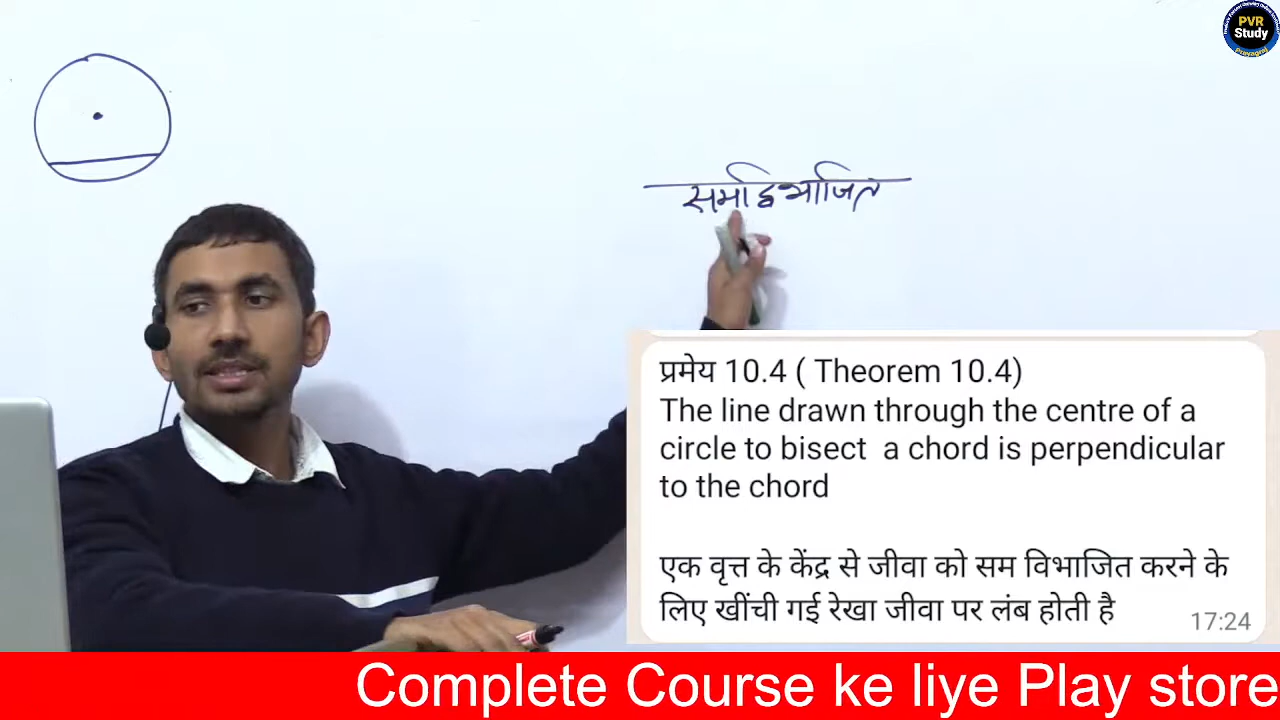 PVR
Study
Prayagraj
समद्विभाजित
प्रमेय 10.4 ( Theorem 10.4)
The line drawn through the centre of a
circle to bisect a chord is perpendicular
to the chord
एक वृत्त के केंद्र से जीवा को सम विभाजित करने के
लिए खींची गई रेखा जीवा पर लंब होती है
17:24
Complete Course ke liye Play store